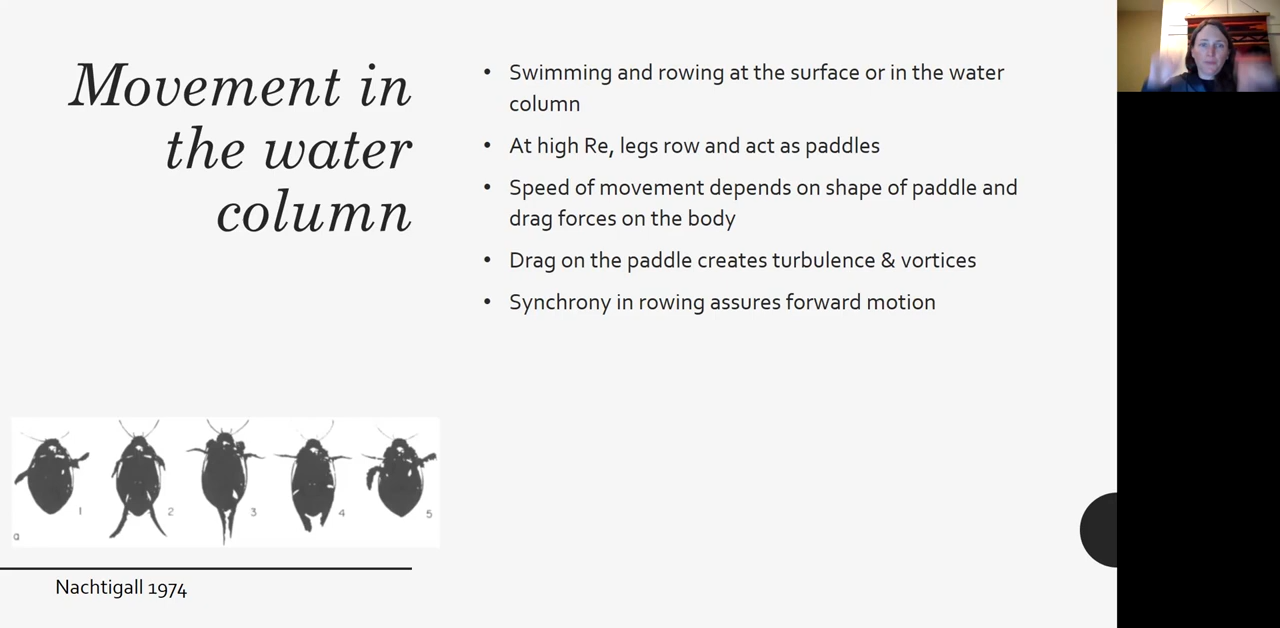 Movement in
the water
column
• Swimming and rowing at the surface or in the water
column
• At high Re, legs row and act as paddles
• Speed of movement depends on shape of paddle and
drag forces on the body
• Drag on the paddle creates turbulence & vortices
• Synchrony in rowing assures forward motion
1 2 3 4 5
a
Nachtigall 1974